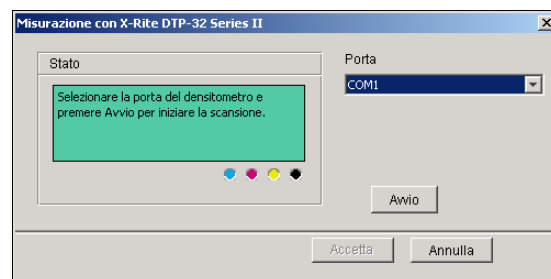 Misurazione con X-Rite DTP-32 Series II
Stato
Selezionare la porta del densitometro e
premere Avvio per iniziare la scansione.
Porta
COM1
Avvio
Accetta
Annulla